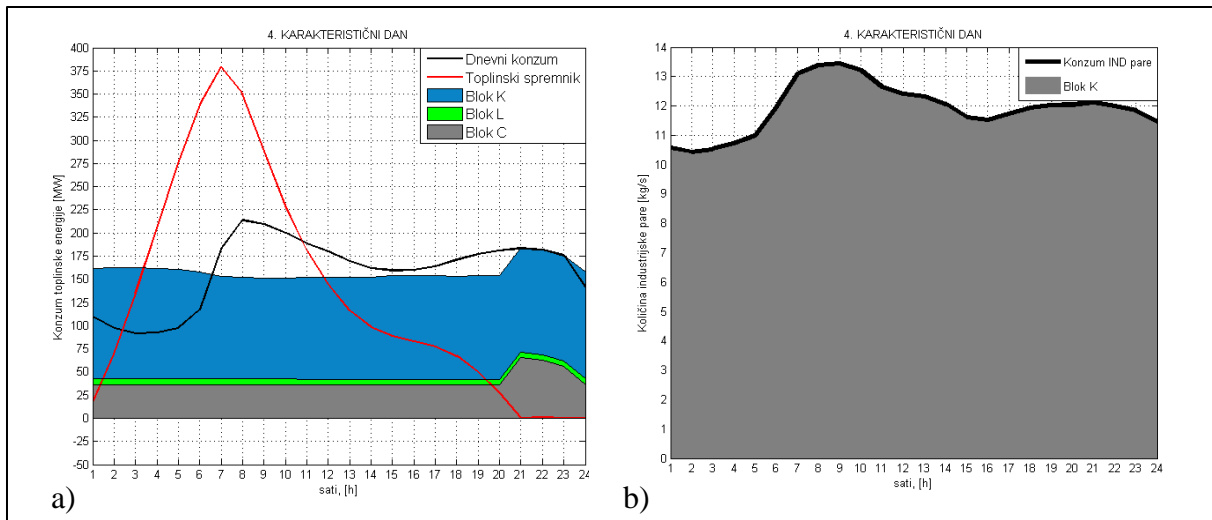 4. KARAKTERISTIČNI DAN
Konzum toplinske energije [MW]
400
375
350
325
300
275
250
225
200
175
150
125
100
75
50
25
0
-25
-50
Dnevni konzum
Toplinski spremnik
Blok K
Blok L
Blok C
1 2 3 4 5 6 7 8 9 10 11 12 13 14 15 16 17 18 19 20 21 22 23 24
sati, [h]
a)
4. KARAKTERISTIČNI DAN
Količina industrijske pare [kg/s]
14
13
12
11
10
9
8
7
6
5
4
3
2
1
0
Konzum IND pare
Blok K
1 2 3 4 5 6 7 8 9 10 11 12 13 14 15 16 17 18 19 20 21 22 23 24
sati, [h]
b)